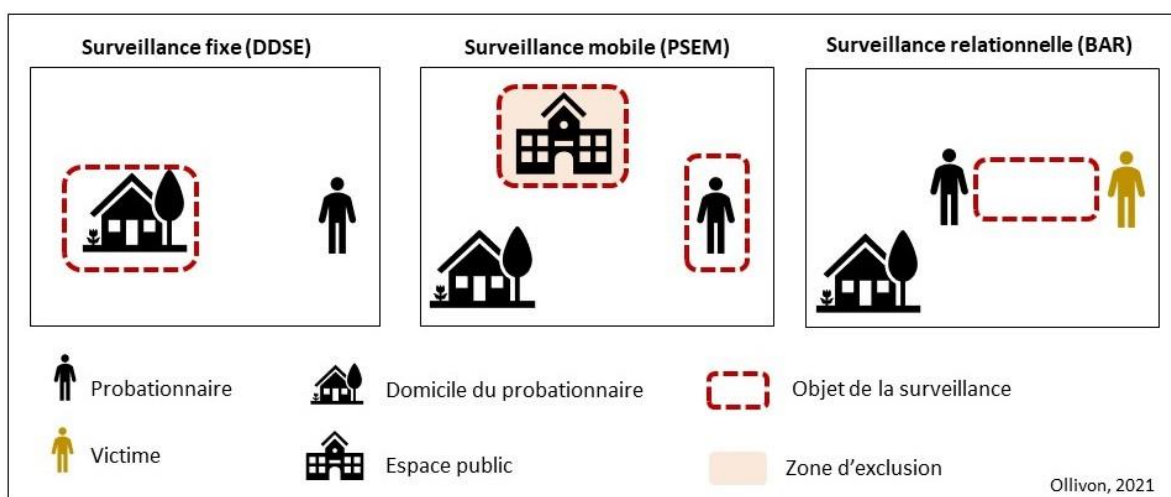 Surveillance fixe (DDSE)
Surveillance mobile (PSEM)
Surveillance relationnelle (BAR)
Probationnaire
Domicile du probationnaire
Objet de la surveillance
Victime
Espace public
Zone d’exclusion
Ollivon, 2021